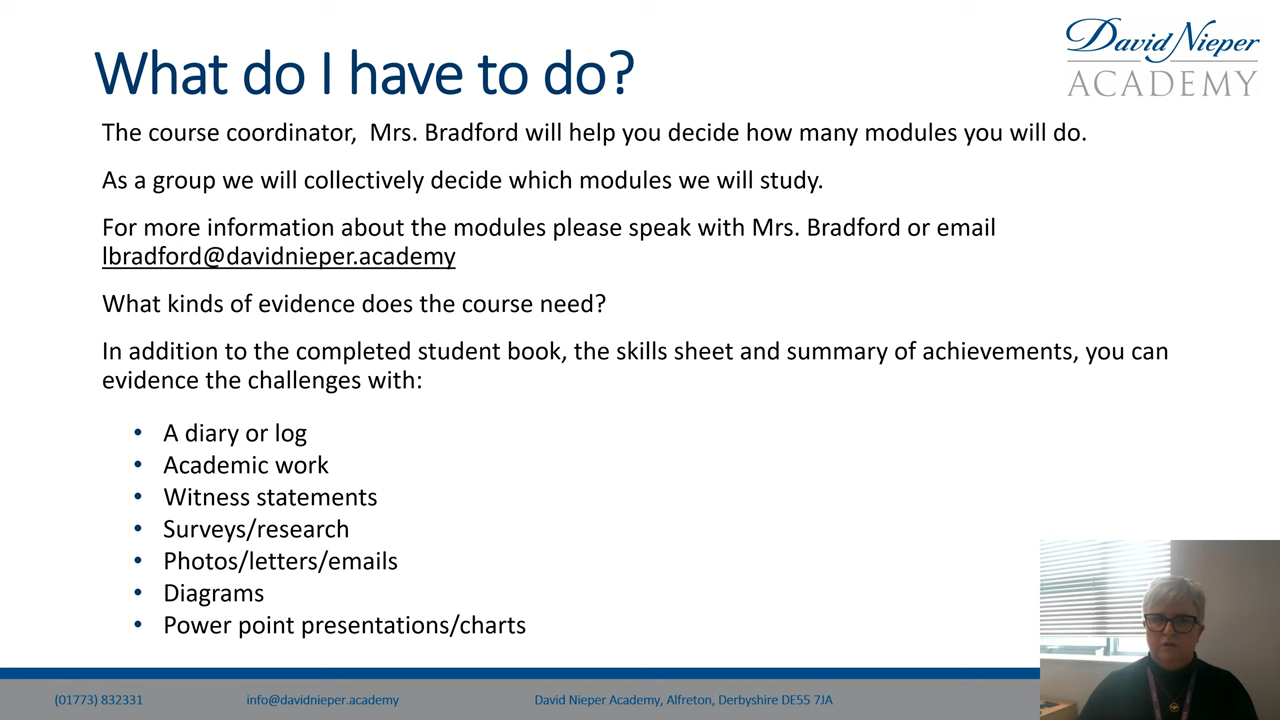 What do I have to do?
David Nieper
ACADEMY
The course coordinator,  Mrs. Bradford will help you decide how many modules you will do.
As a group we will collectively decide which modules we will study.
For more information about the modules please speak with Mrs. Bradford or email
lbradford@davidnieper.academy
What kinds of evidence does the course need?
In addition to the completed student book, the skills sheet and summary of achievements, you can
evidence the challenges with:
• A diary or log
• Academic work
• Witness statements
• Surveys/research
• Photos/letters/emails
• Diagrams
• Power point presentations/charts
(01773) 832331 info@davidnieper.academy David Nieper Academy, Alfreton, Derbyshire DE55 7JA